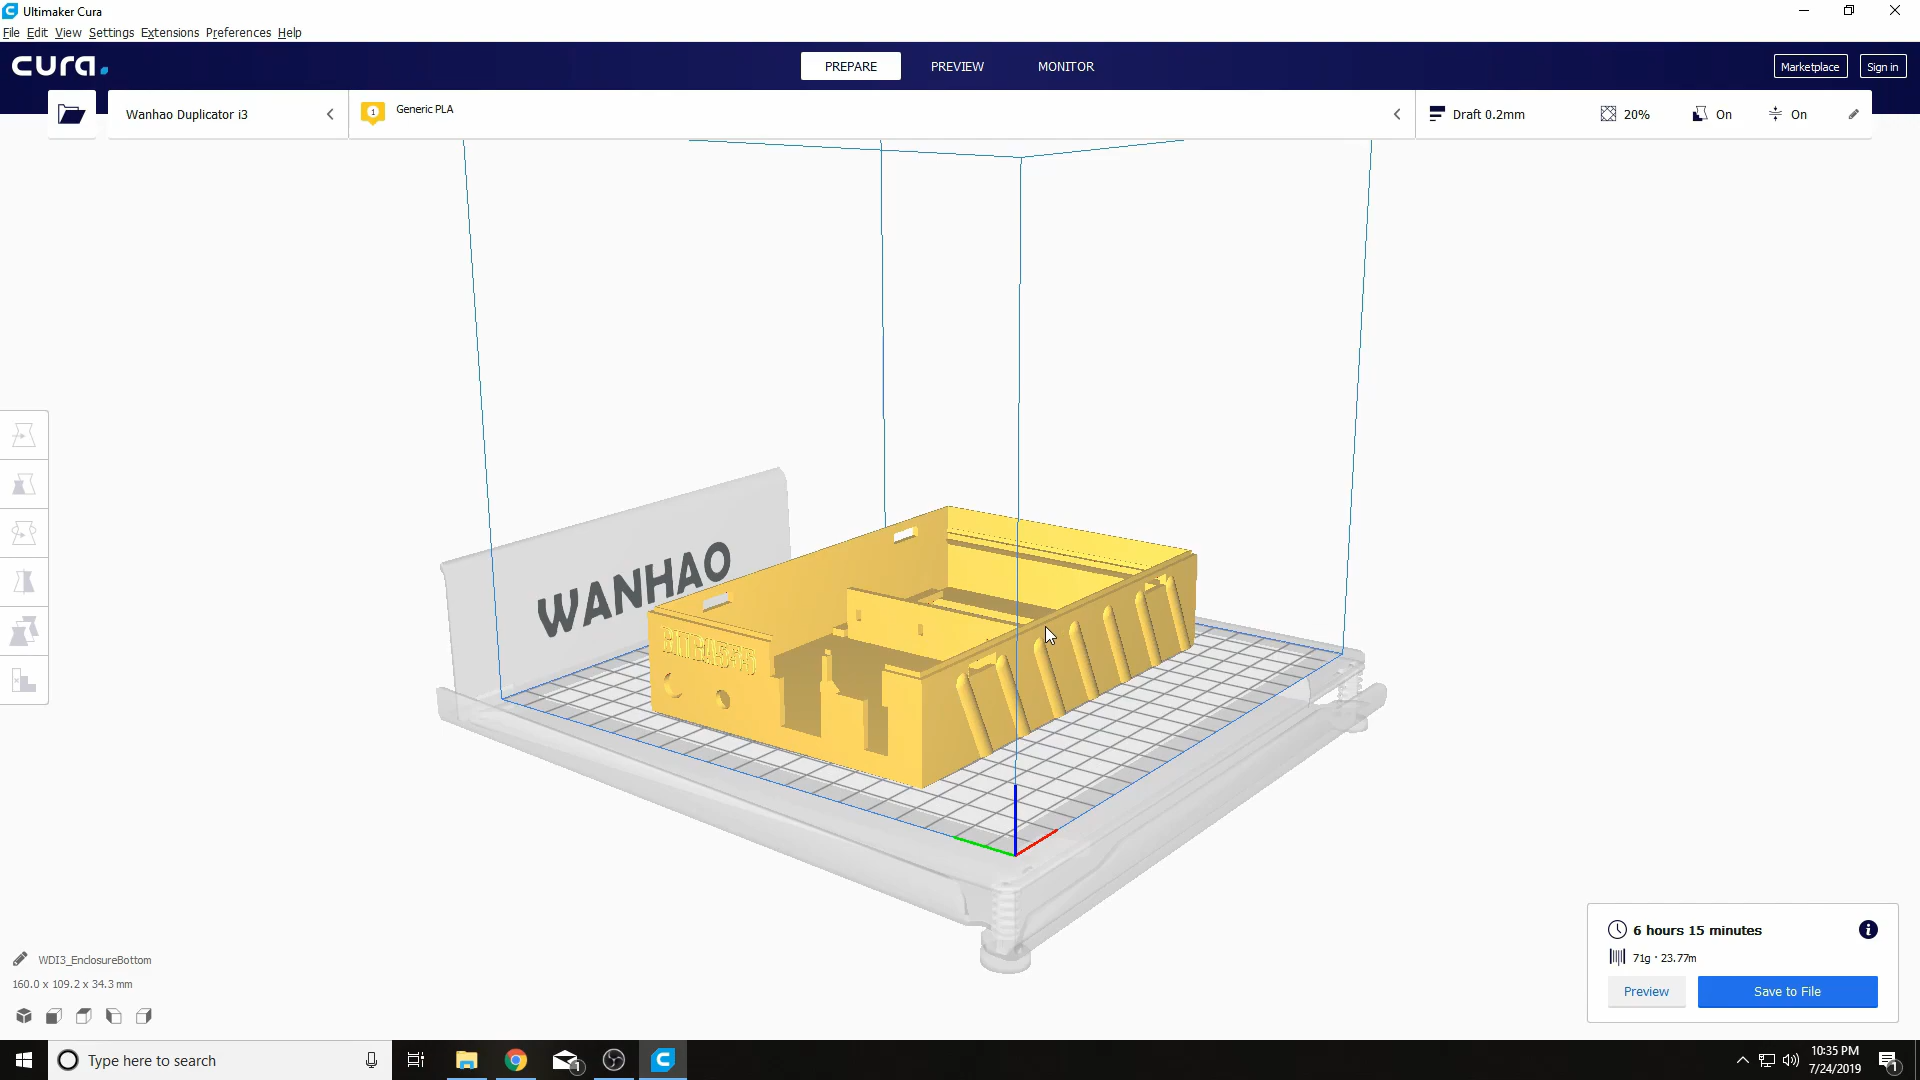 Ultimaker Cura
File Edit View Settings Extensions Preferences Help
cura.
PREPARE PREVIEW MONITOR
Marketplace Sign in
Wanhao Duplicator i3
1 Generic PLA
Draft 0.2mm 20% On On
WANHAO
WDI3_EnclosureBottom
160.0 x 109.2 x 34.3 mm
6 hours 15 minutes
71g · 23.77m
Preview Save to File
Type here to search
1
10:35 PM
7/24/2019
1